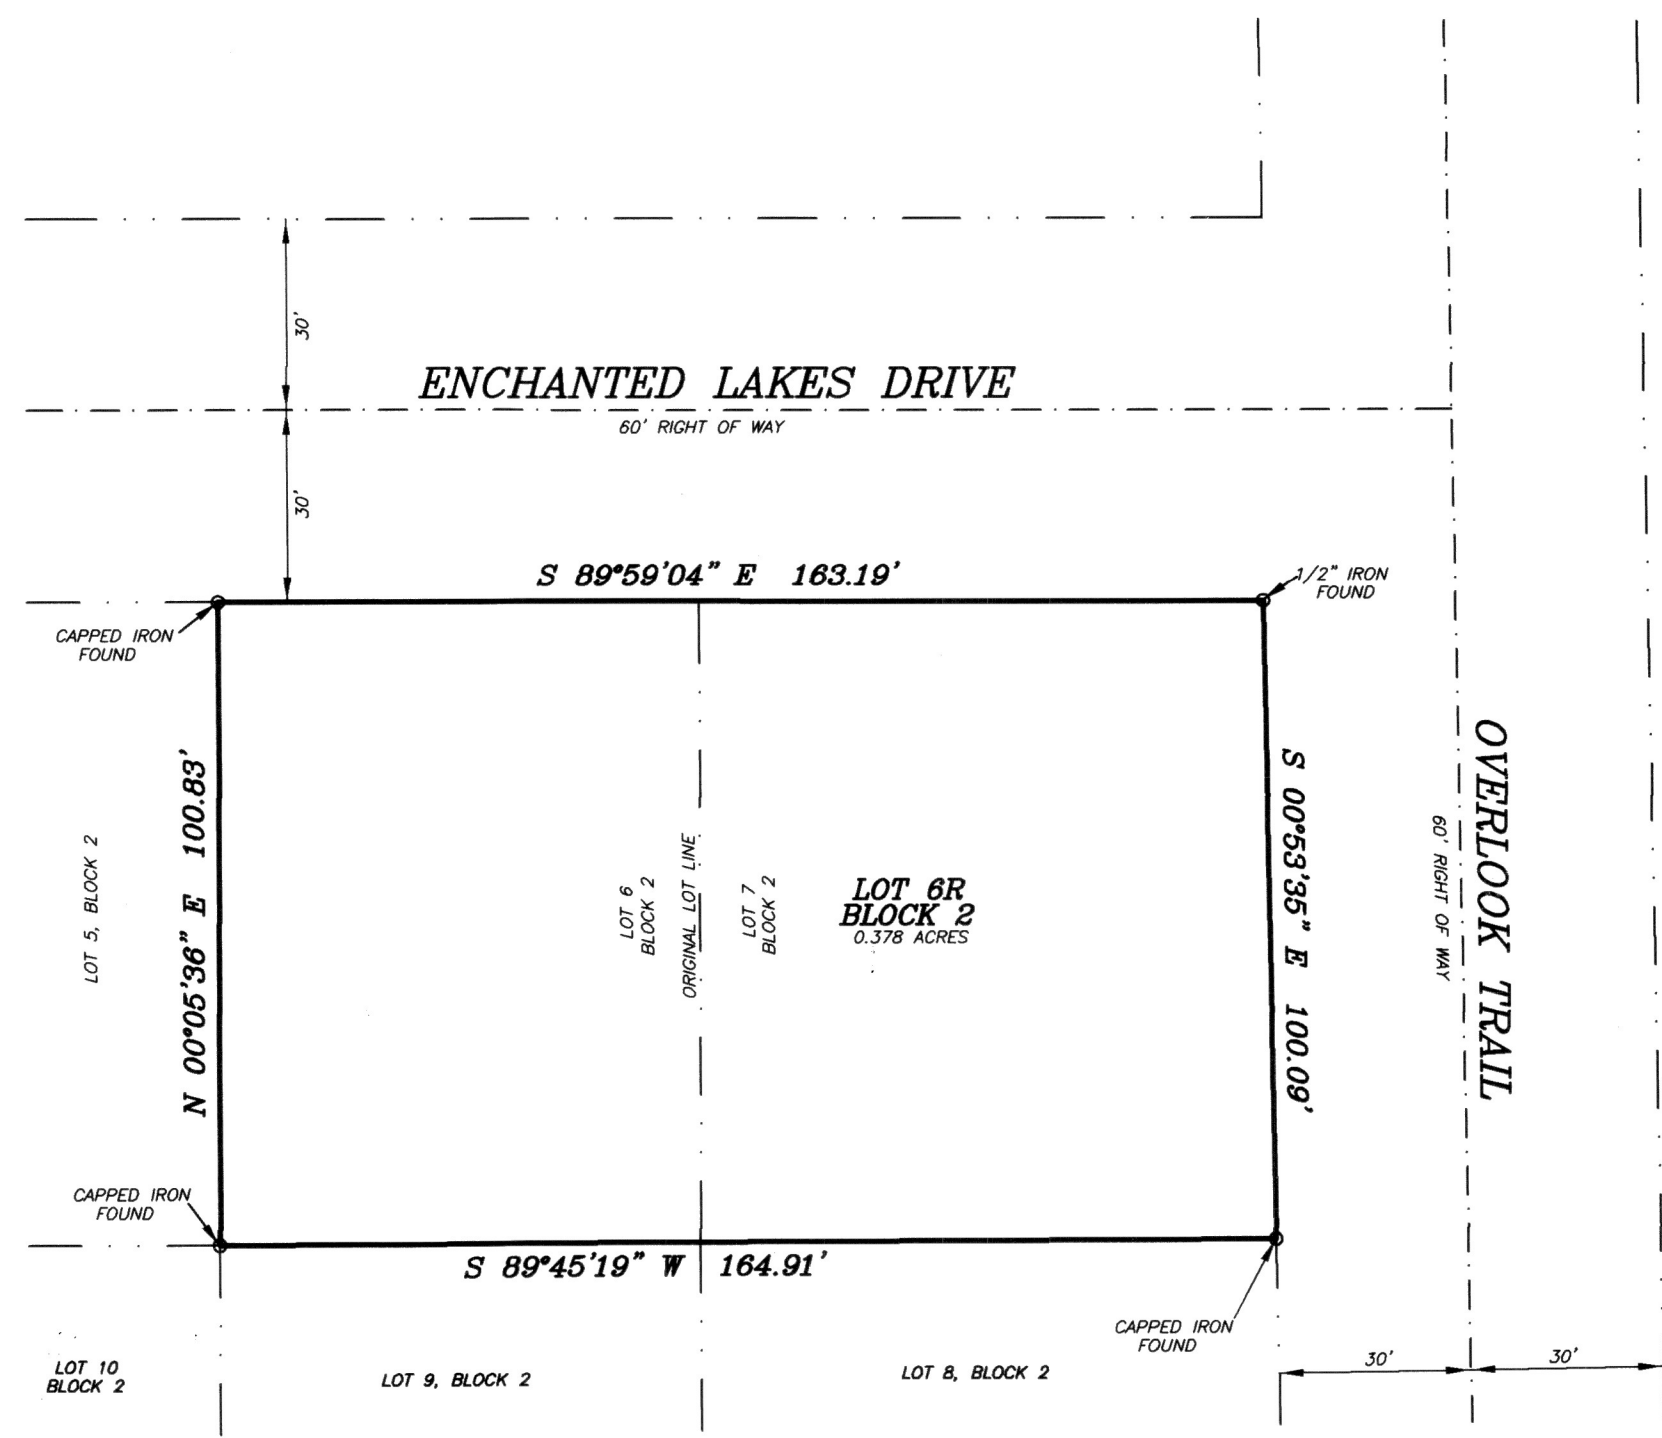 30'
ENCHANTED LAKES DRIVE
60' RIGHT OF WAY
30'
S 89°59'04" E 163.19'
1/2" IRON
FOUND
CAPPED IRON
FOUND
N 00°05'36" E 100.83'
LOT 5, BLOCK 2
LOT 6
BLOCK 2
ORIGINAL LOT LINE
LOT 7
BLOCK 2
LOT 6R
BLOCK 2
0.378 ACRES
S 00°53'35" E 100.09'
60' RIGHT OF WAY
OVERLOOK TRAIL
CAPPED IRON
FOUND
S 89°45'19" W 164.91'
CAPPED IRON
FOUND
LOT 10
BLOCK 2
LOT 9, BLOCK 2
LOT 8, BLOCK 2
30'
30'